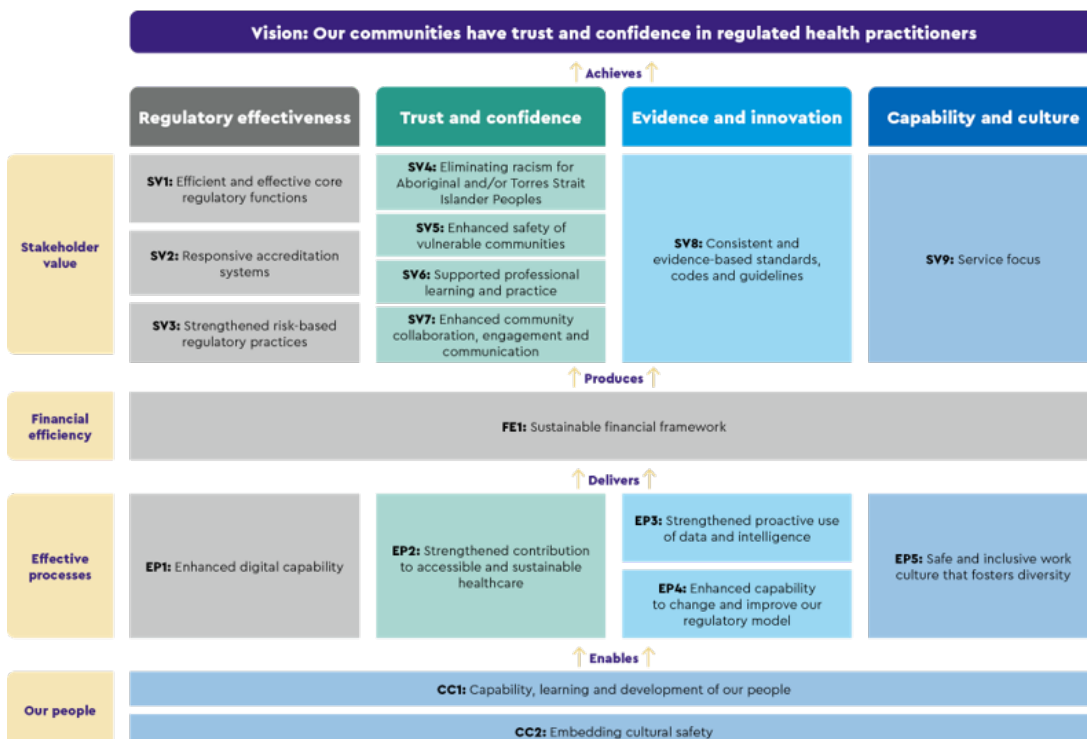 Vision: Our communities have trust and confidence in regulated health practitioners
Achieves
Regulatory effectiveness
Trust and confidence
Evidence and innovation
Capability and culture
Stakeholder
value
SV1: Efficient and effective core
regulatory functions
SV2: Responsive accreditation
systems
SV3: Strengthened risk-based
regulatory practices
SV4: Eliminating racism for
Aboriginal and/or Torres Strait
Islander Peoples
SV5: Enhanced safety of
vulnerable communities
SV6: Supported professional
learning and practice
SV7: Enhanced community
collaboration, engagement and
communication
SV8: Consistent and
evidence-based standards,
codes and guidelines
SV9: Service focus
Produces
Financial
efficiency
FE1: Sustainable financial framework
Delivers
Effective
processes
EP1: Enhanced digital capability
EP2: Strengthened contribution
to accessible and sustainable
healthcare
EP3: Strengthened proactive use
of data and intelligence
EP4: Enhanced capability
to change and improve our
regulatory model
EP5: Safe and inclusive work
culture that fosters diversity
Enables
Our people
CC1: Capability, learning and development of our people
CC2: Embedding cultural safety